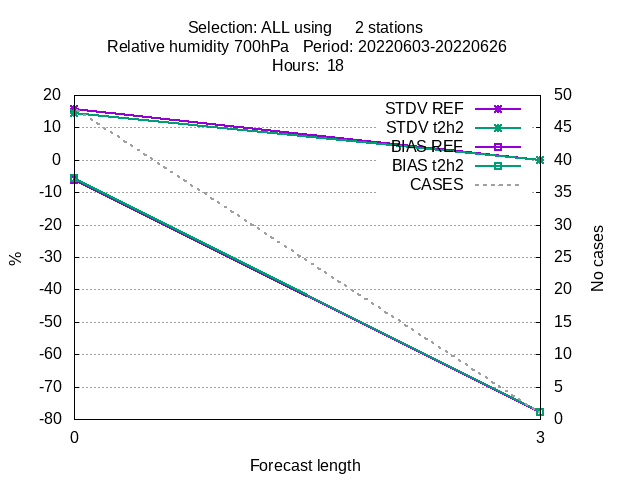 Selection: ALL using     2 stations
Relative humidity 700hPa   Period: 20220603-20220626
Hours:  18
20
10
0
-10
-20
-30
-40
-50
-60
-70
-80
%
50
45
40
35
30
25
20
15
10
5
0
No cases
STDV REF
STDV t2h2
BIAS REF
BIAS t2h2
CASES
0
3
Forecast length